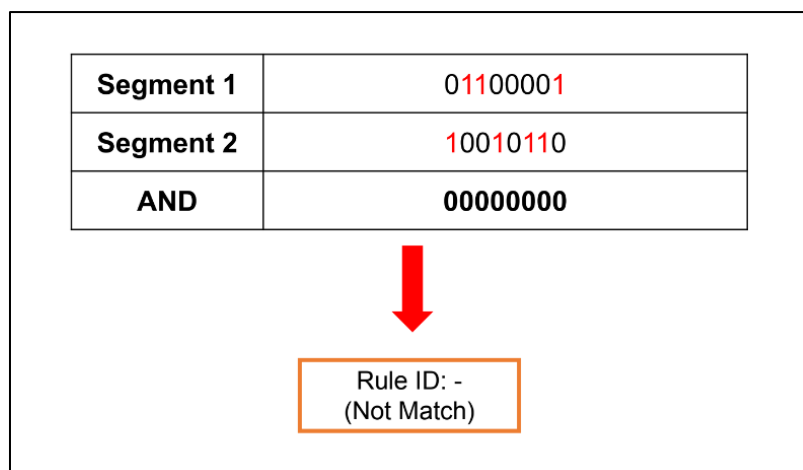 Segment 1 01100001
Segment 2 10010110
AND 00000000
Rule ID: -
(Not Match)